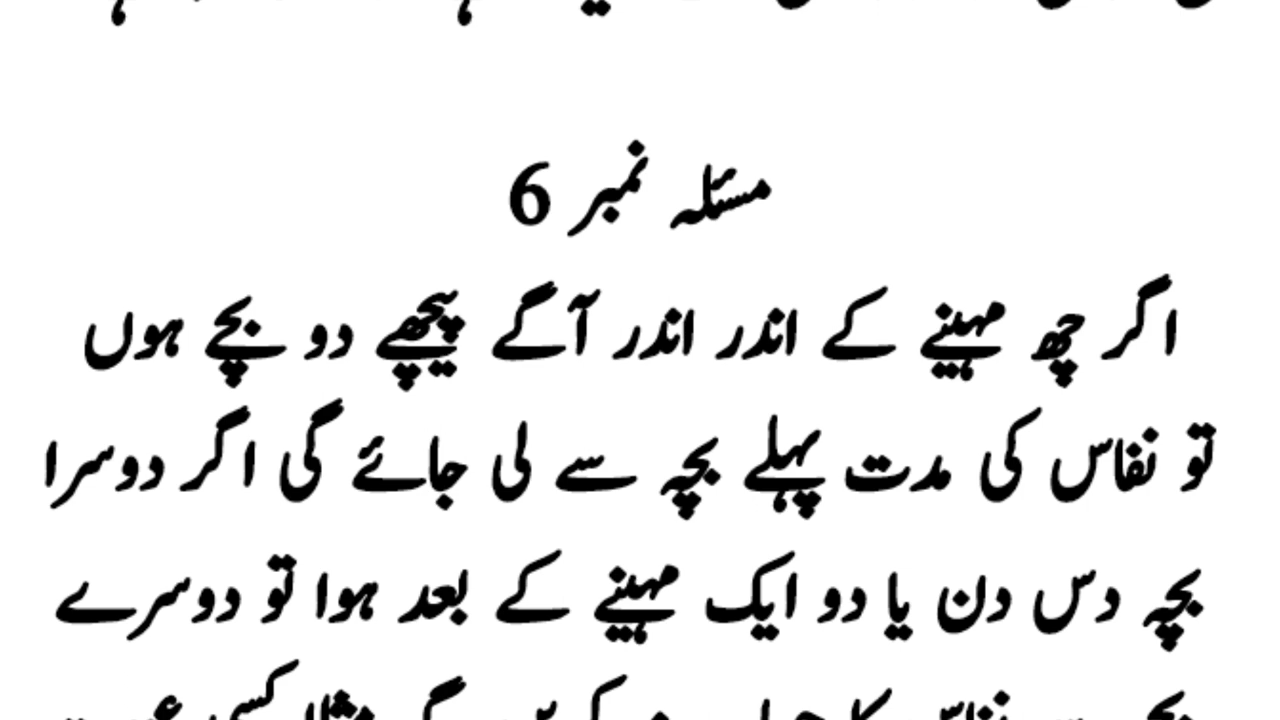 مسئلہ نمبر 6
اگر چھ مہینے کے اندر اندر آگے پیچھے دو بچے ہوں
تو نفاس کی مدت پہلے بچہ سے لی جائے گی اگر دوسرا
بچہ دس دن یا دو ایک مہینے کے بعد ہوا تو دوسرے